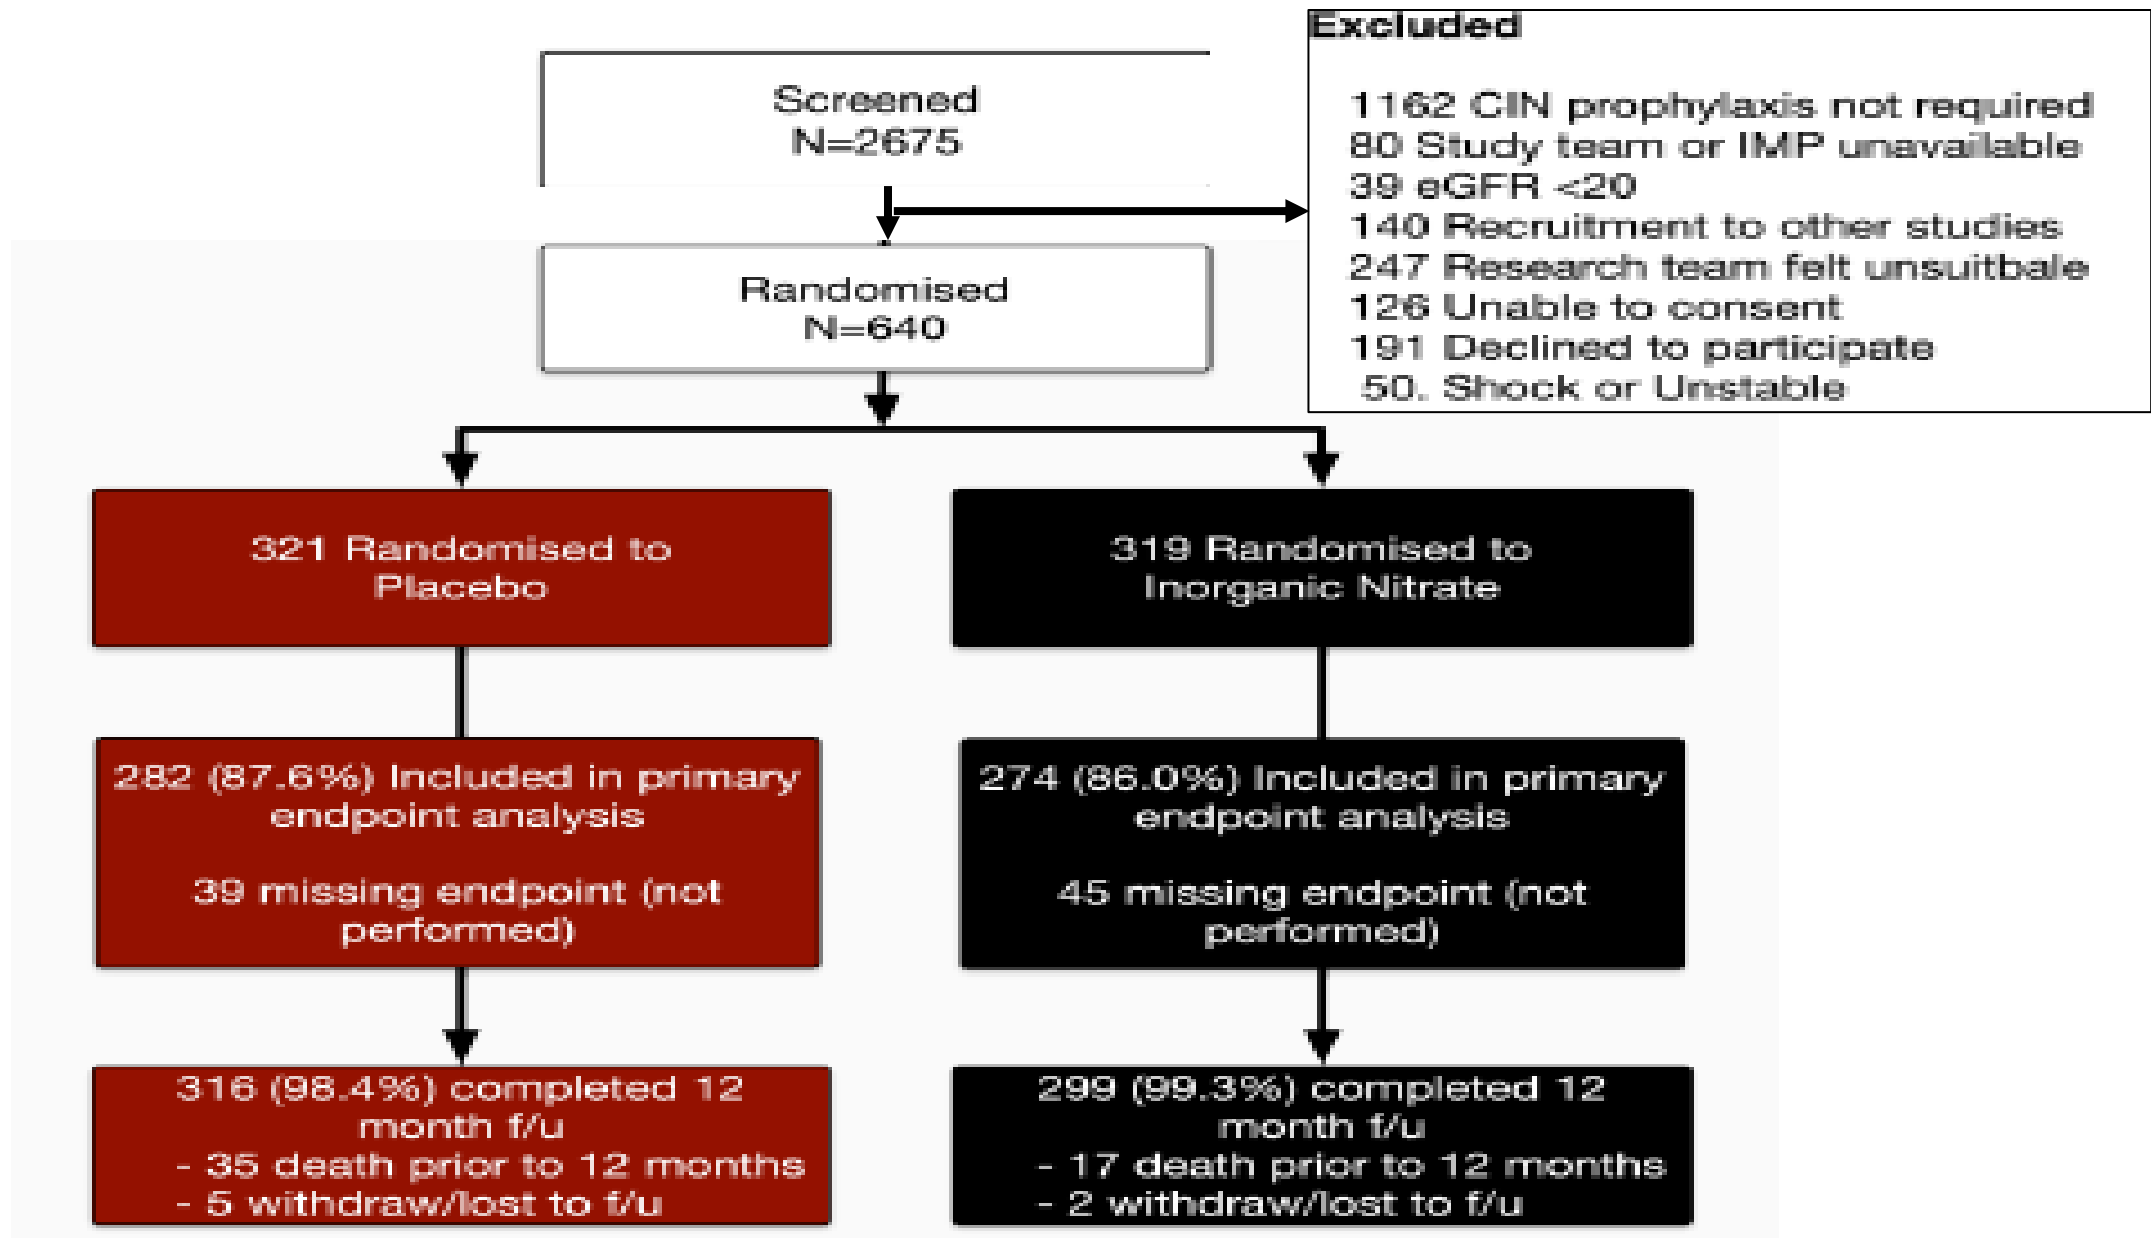 Screened
N=2675
Excluded
1162 CIN prophylaxis not required
80 Study team or IMP unavailable
39 eGFR <20
140 Recruitment to other studies
247 Research team felt unsuitbale
126 Unable to consent
191 Declined to participate
50. Shock or Unstable
Randomised
N=640
321 Randomised to
Placebo
319 Randomised to
Inorganic Nitrate
282 (87.6%) Included in primary
endpoint analysis
39 missing endpoint (not
performed)
274 (86.0%) Included in primary
endpoint analysis
45 missing endpoint (not
performed)
316 (98.4%) completed 12
month f/u
- 35 death prior to 12 months
- 5 withdraw/lost to f/u
299 (99.3%) completed 12
month f/u
- 17 death prior to 12 months
- 2 withdraw/lost to f/u